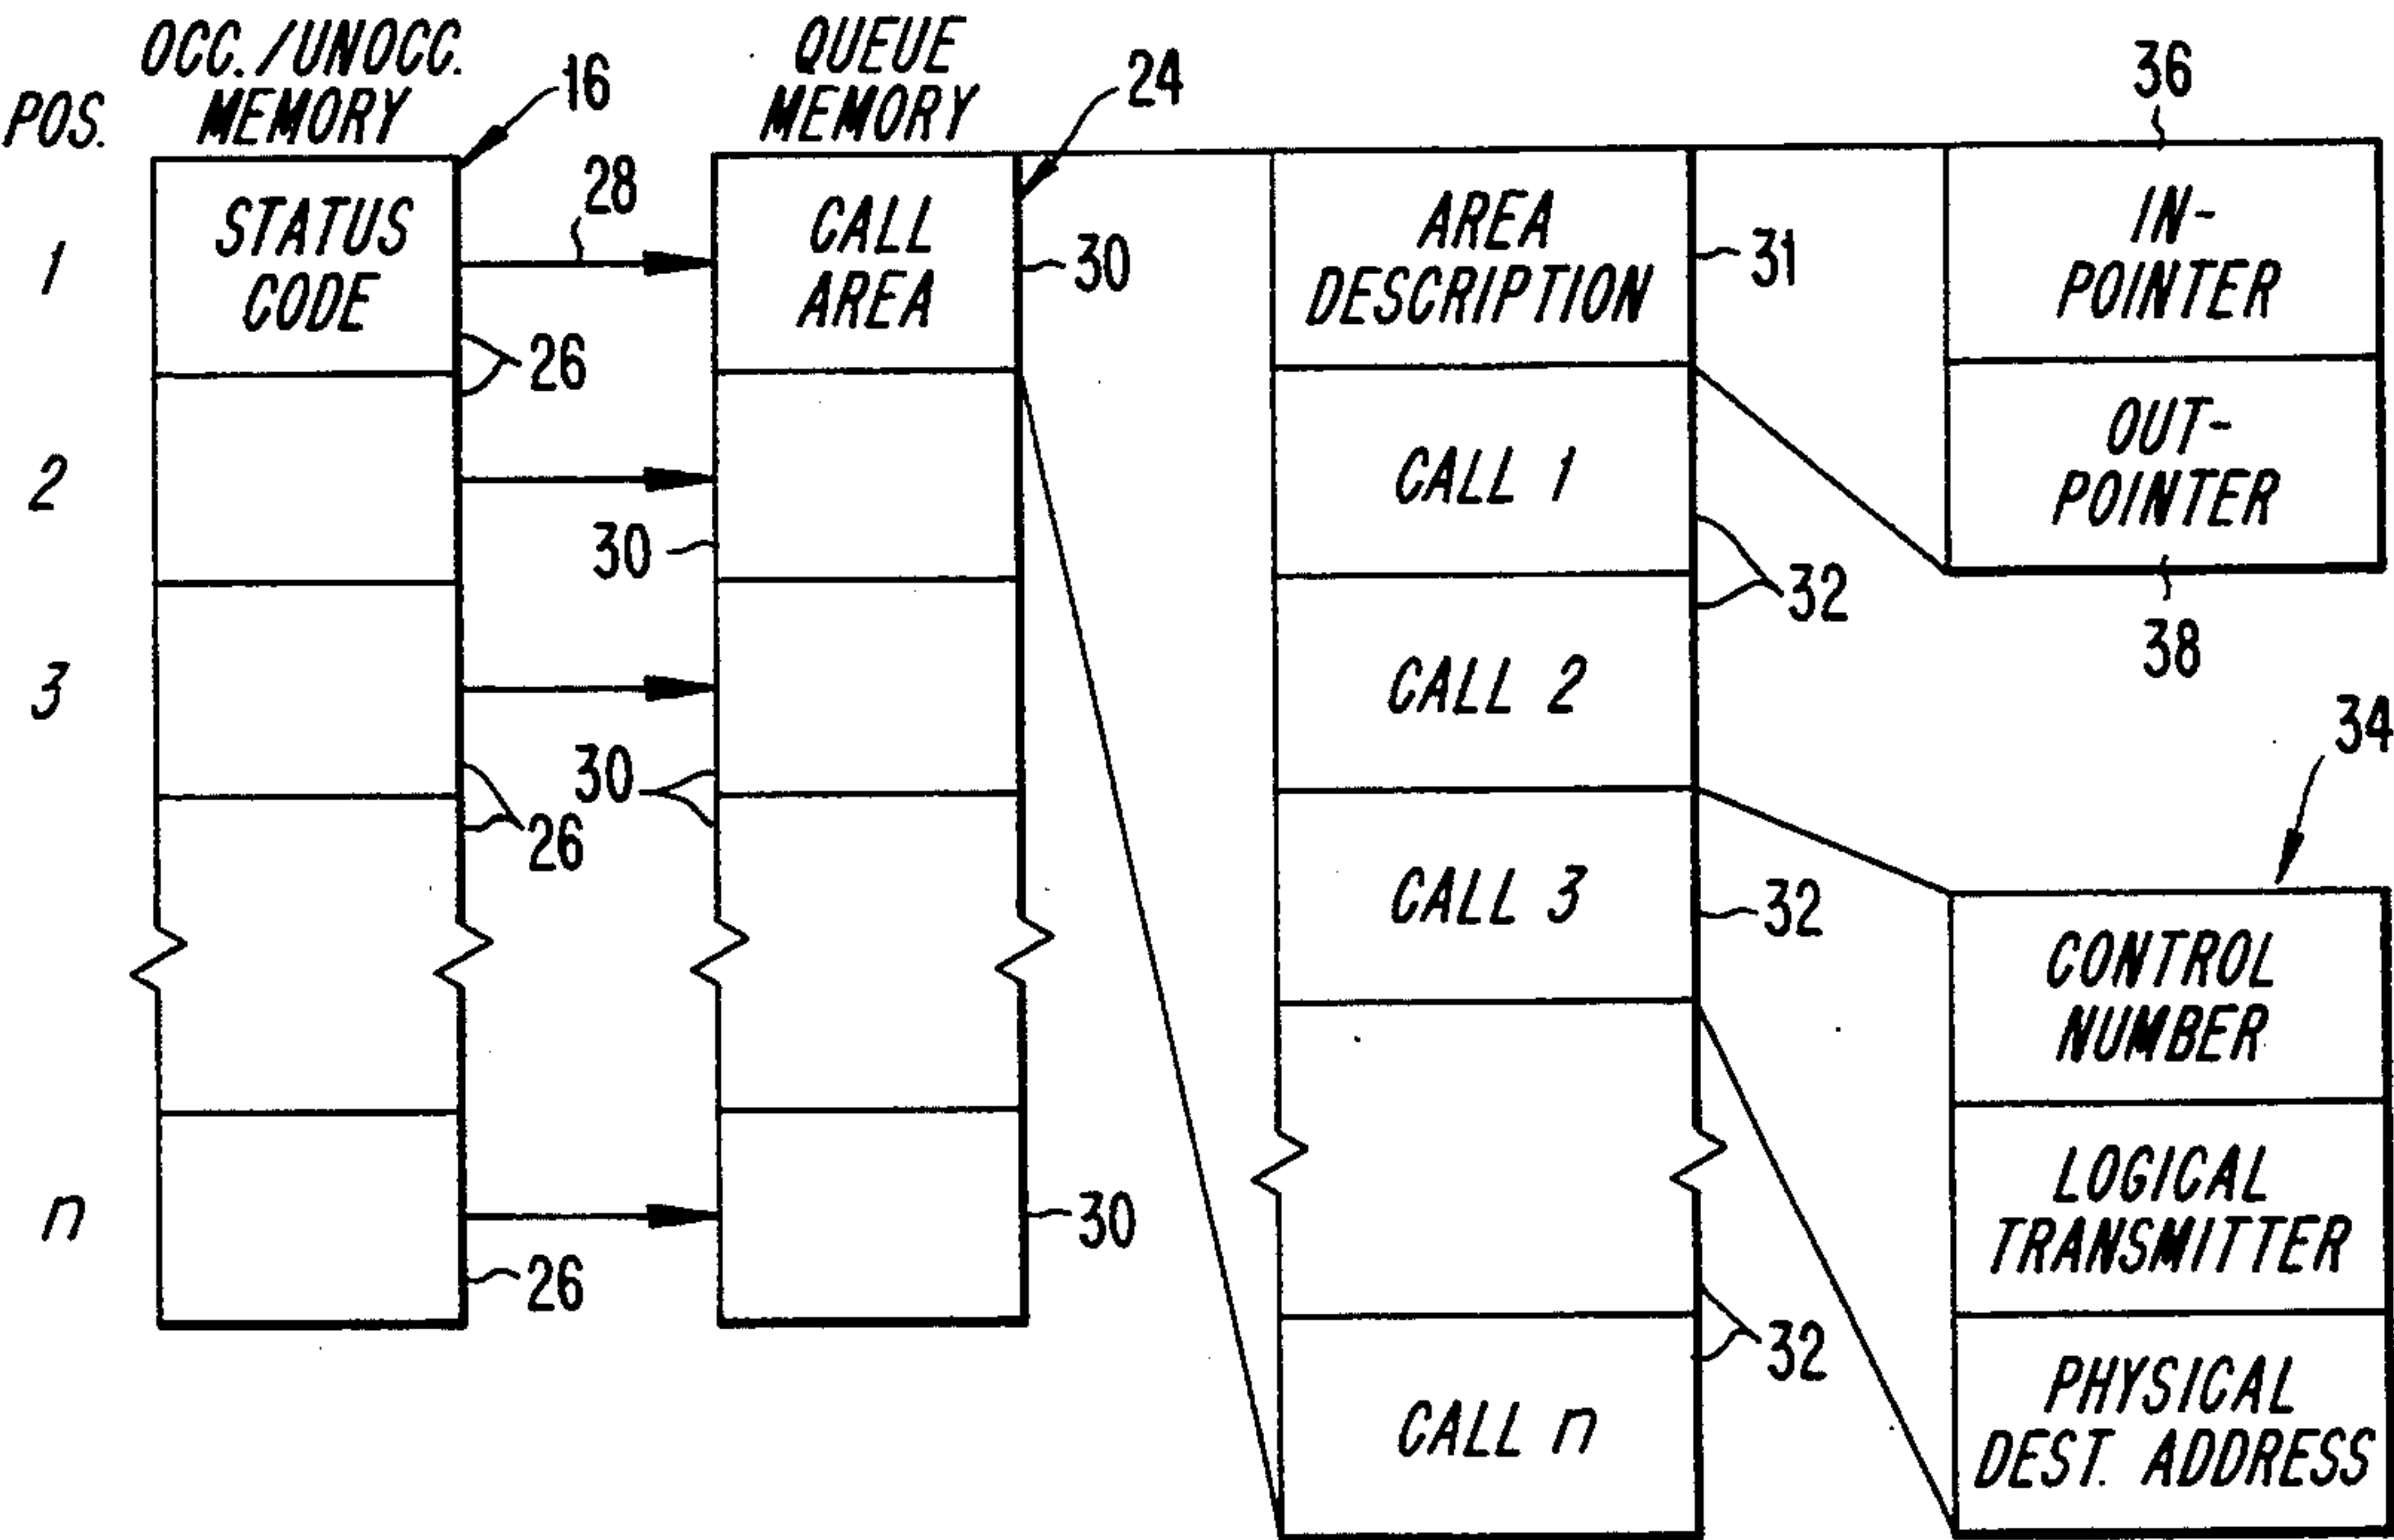 OCC./UNOCC.
MEMORY
POS.
16
QUEUE
MEMORY
24
36
1
STATUS
CODE
28
CALL
AREA
30
AREA
DESCRIPTION
31
IN-
POINTER
26
2
30
CALL 1
32
OUT-
POINTER
38
3
30
26
CALL 2
34
CALL 3
32
CONTROL
NUMBER
LOGICAL
TRANSMITTER
n
26
30
32
CALL n
PHYSICAL
DEST. ADDRESS